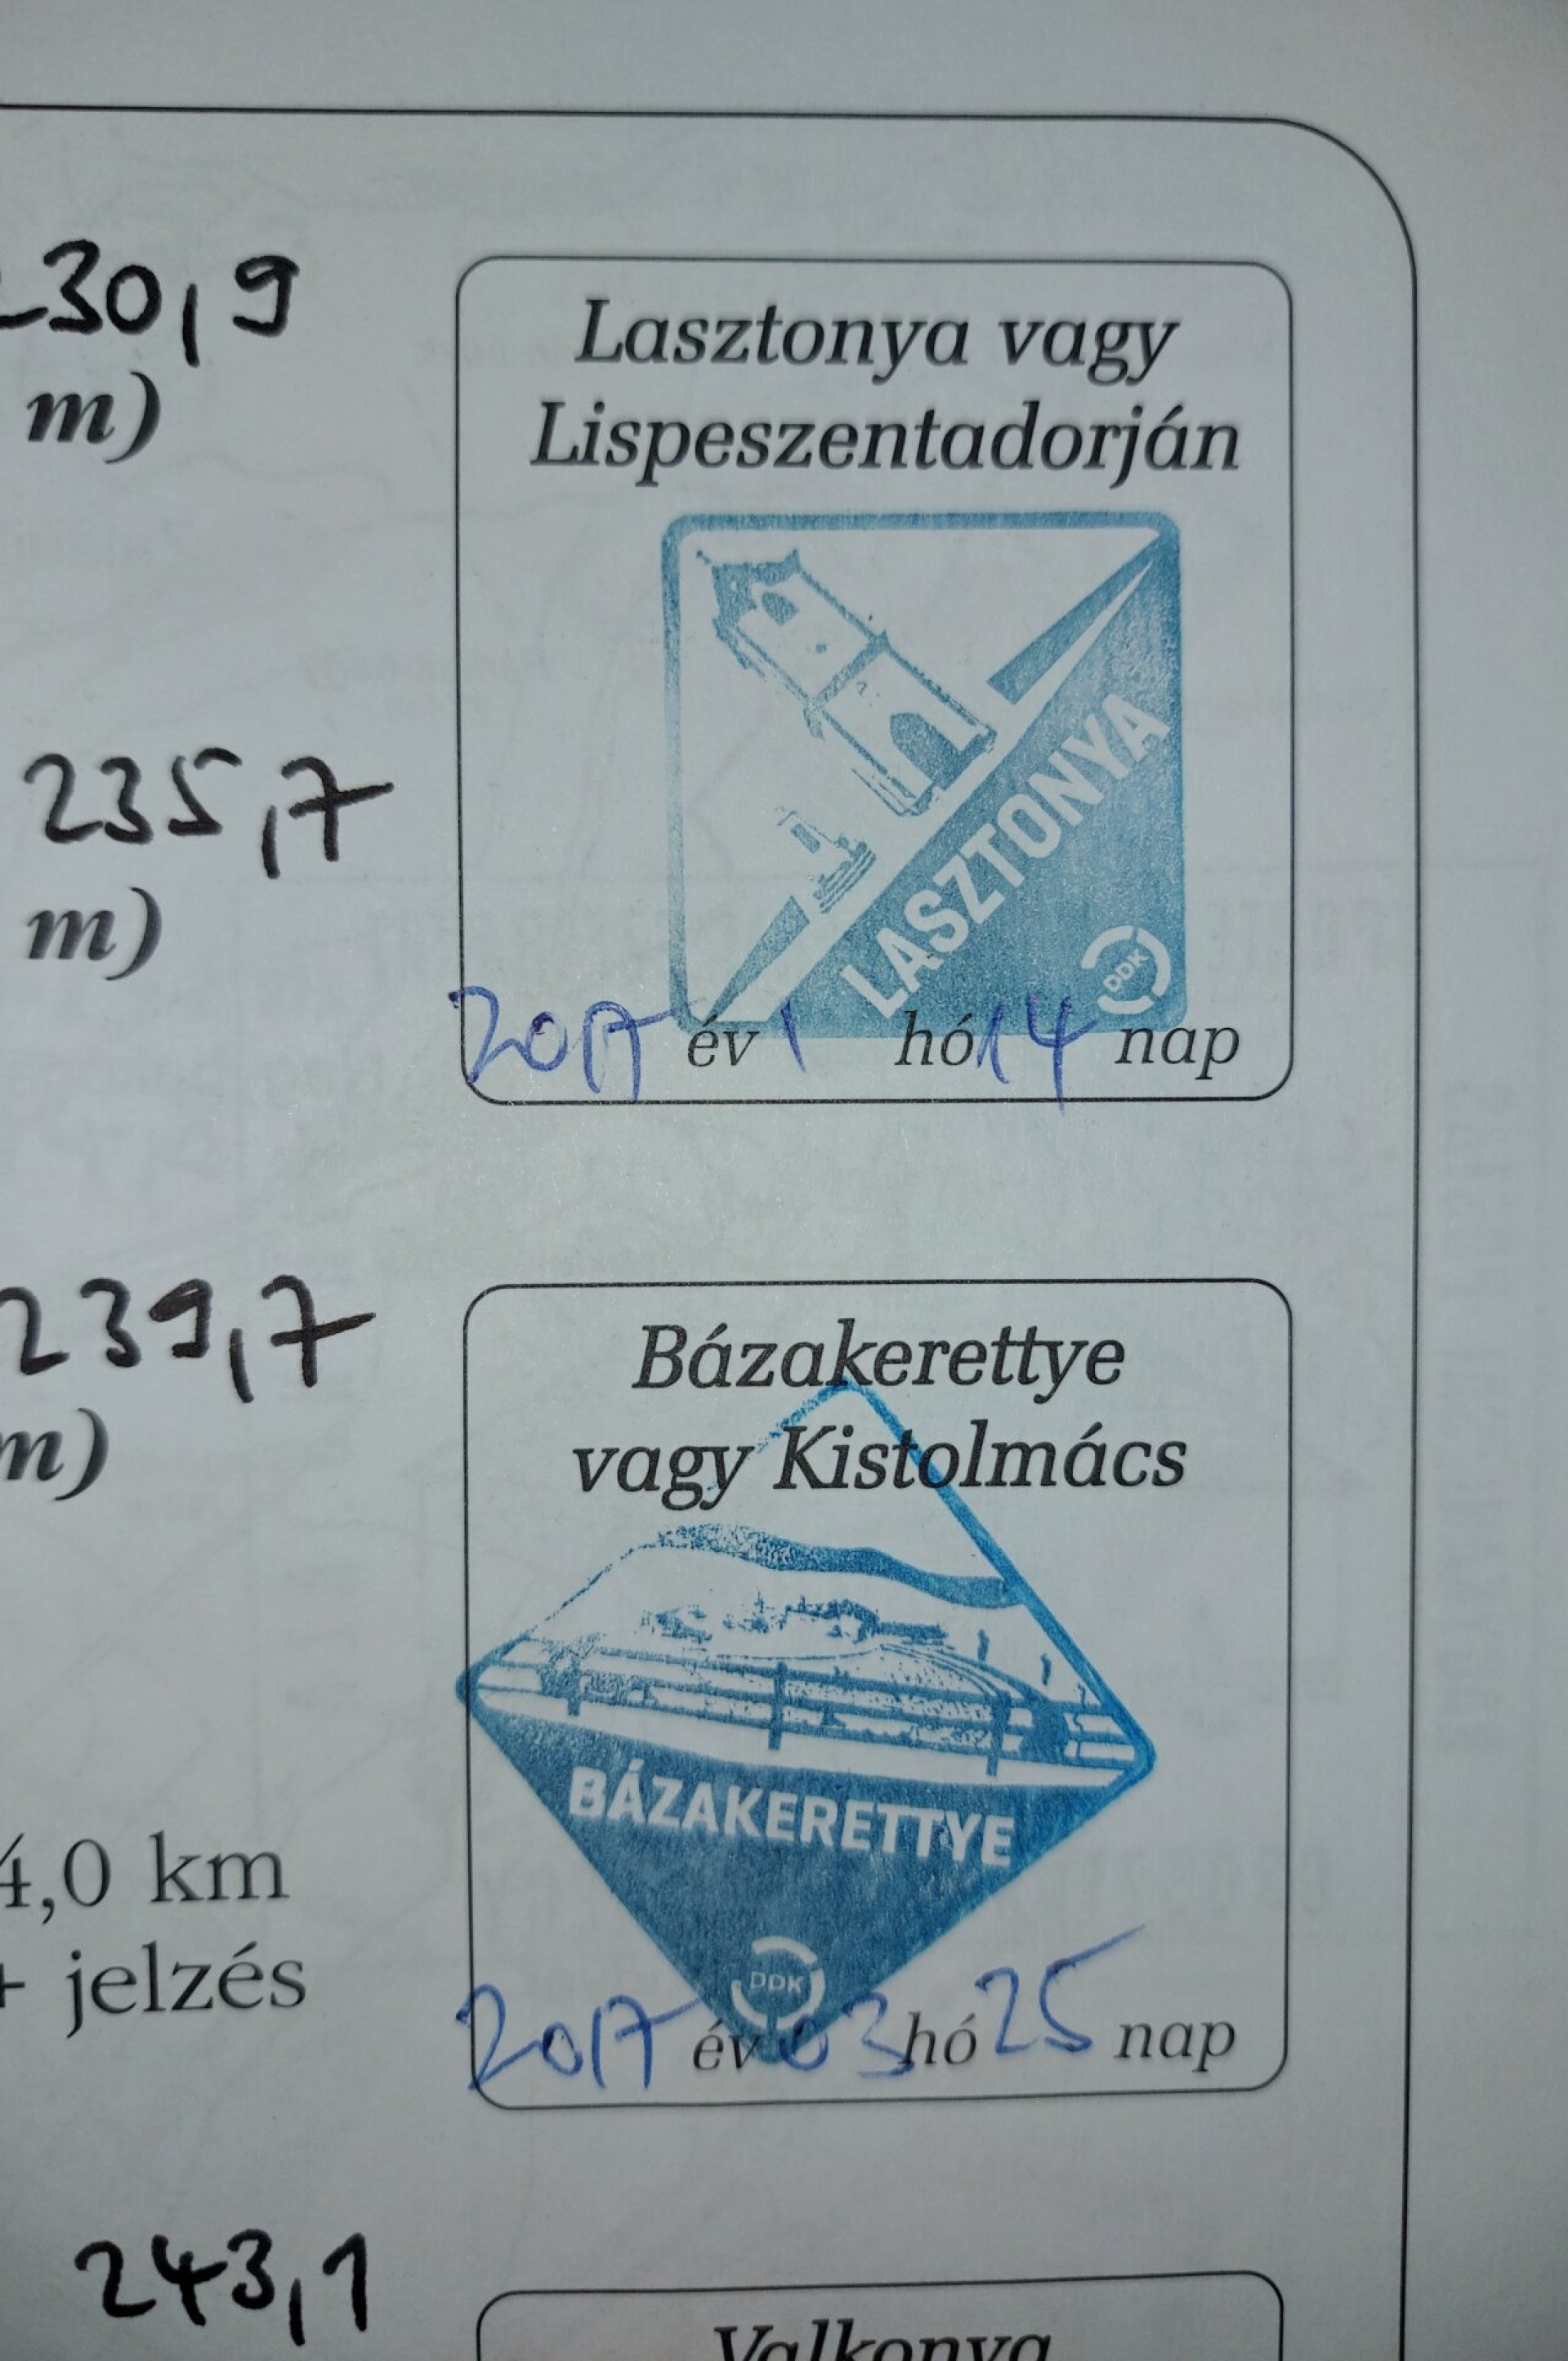 30,9
m)
Lasztonya vagy
Lispeszentadorján
LASZTONYA
DDK
2017 év 1 hó 14 nap
235,7
m)
239,7
m)
Bázakerettye
vagy Kistolmács
BÁZAKERETTYE
DDK
2017 év 03 hó 25 nap
4,0 km
+ jelzés
243,1
Valkonya